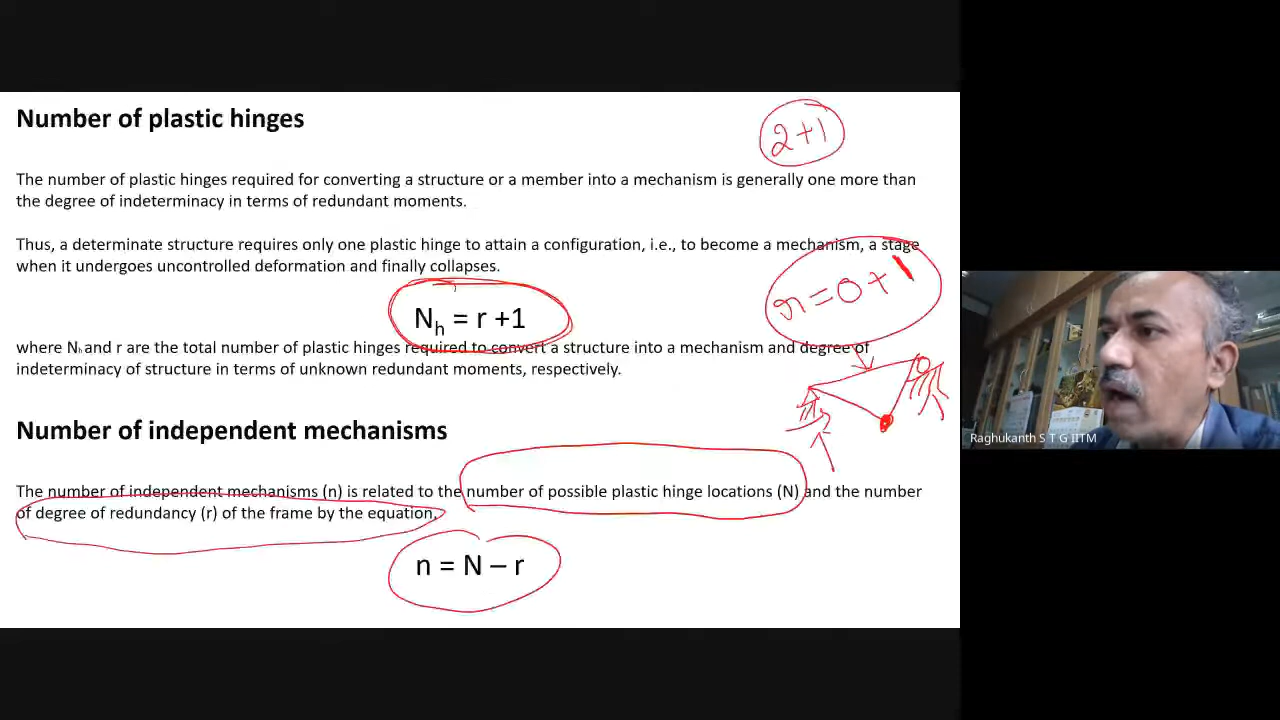 Number of plastic hinges
2+1
The number of plastic hinges required for converting a structure or a member into a mechanism is generally one more than
the degree of indeterminacy in terms of redundant moments.
Thus, a determinate structure requires only one plastic hinge to attain a configuration, i.e., to become a mechanism, a stage
when it undergoes uncontrolled deformation and finally collapses.
r=0+1
Nh = r +1
where Nh and r are the total number of plastic hinges required to convert a structure into a mechanism and degree of
indeterminacy of structure in terms of unknown redundant moments, respectively.
Number of independent mechanisms
Raghukanth S T G IITM
The number of independent mechanisms (n) is related to the number of possible plastic hinge locations (N) and the number
of degree of redundancy (r) of the frame by the equation,
n = N – r